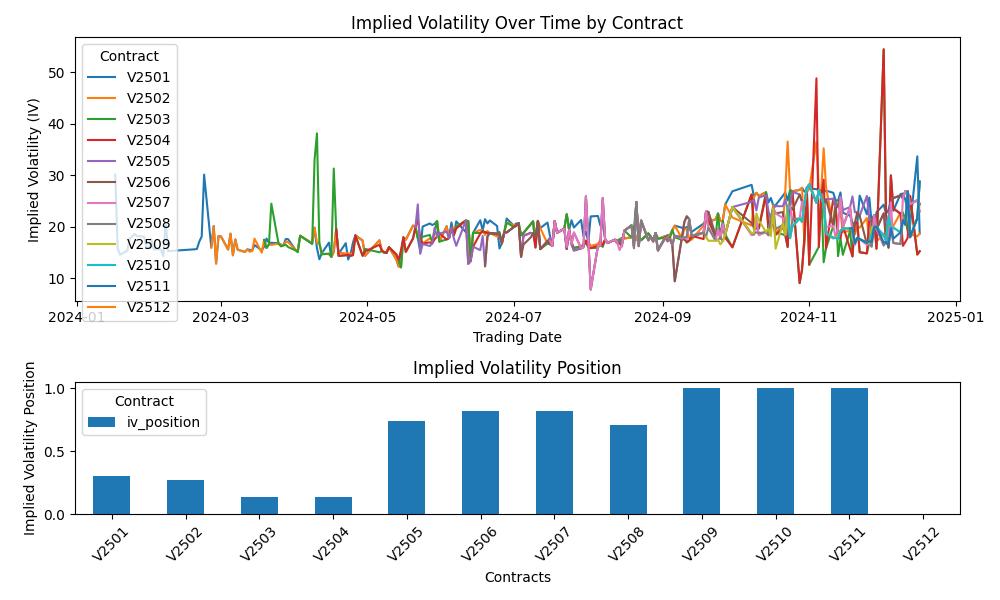 Implied Volatility Over Time by Contract
Implied Volatility (IV)
50
40
30
20
10
Contract
V2501
V2502
V2503
V2504
V2505
V2506
V2507
V2508
V2509
V2510
V2511
V2512
2024-01 2024-03 2024-05 2024-07 2024-09 2024-11 2025-01
Trading Date
Implied Volatility Position
Implied Volatility Position
1.0
0.5
0.0
Contract
iv_position
V2501 V2502 V2503 V2504 V2505 V2506 V2507 V2508 V2509 V2510 V2511 V2512
Contracts